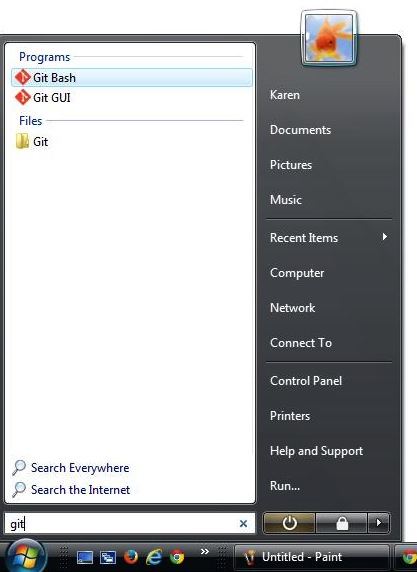 Programs
Git Bash
Git GUI
Files
Git
Search Everywhere
Search the Internet
git
Karen
Documents
Pictures
Music
Recent Items
Computer
Network
Connect To
Control Panel
Printers
Help and Support
Run...
Untitled - Paint